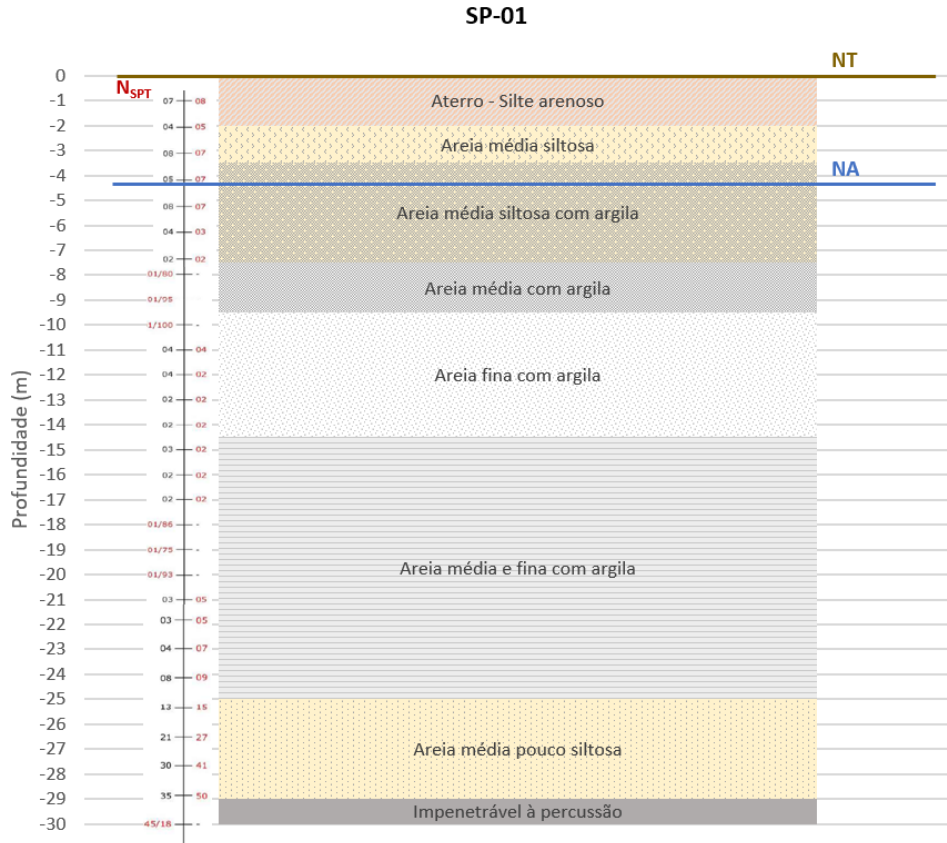 SP-01
NT
0
N_SPT
-1 07 08 Aterro - Silte arenoso
-2 04 05
-3 08 07 Areia média siltosa
NA
-4 05 07
-5 08 07 Areia média siltosa com argila
-6 04 03
-7 02 02
-8 01/80 -
-9 01/95 Areia média com argila
-10 1/100 -
-11 04 04
-12 04 02 Areia fina com argila
-13 02 02
-14 02 02
-15 03 02
-16 02 02
-17 02 02
-18 01/86 -
-19 01/75 -
-20 01/93 - Areia média e fina com argila
-21 03 05
-22 03 05
-23 04 07
-24 08 09
-25 13 15
-26 21 27
-27 30 41 Areia média pouco siltosa
-28 35 50
-29 Impenetrável à percussão
-30 45/18 -
Profundidade (m)